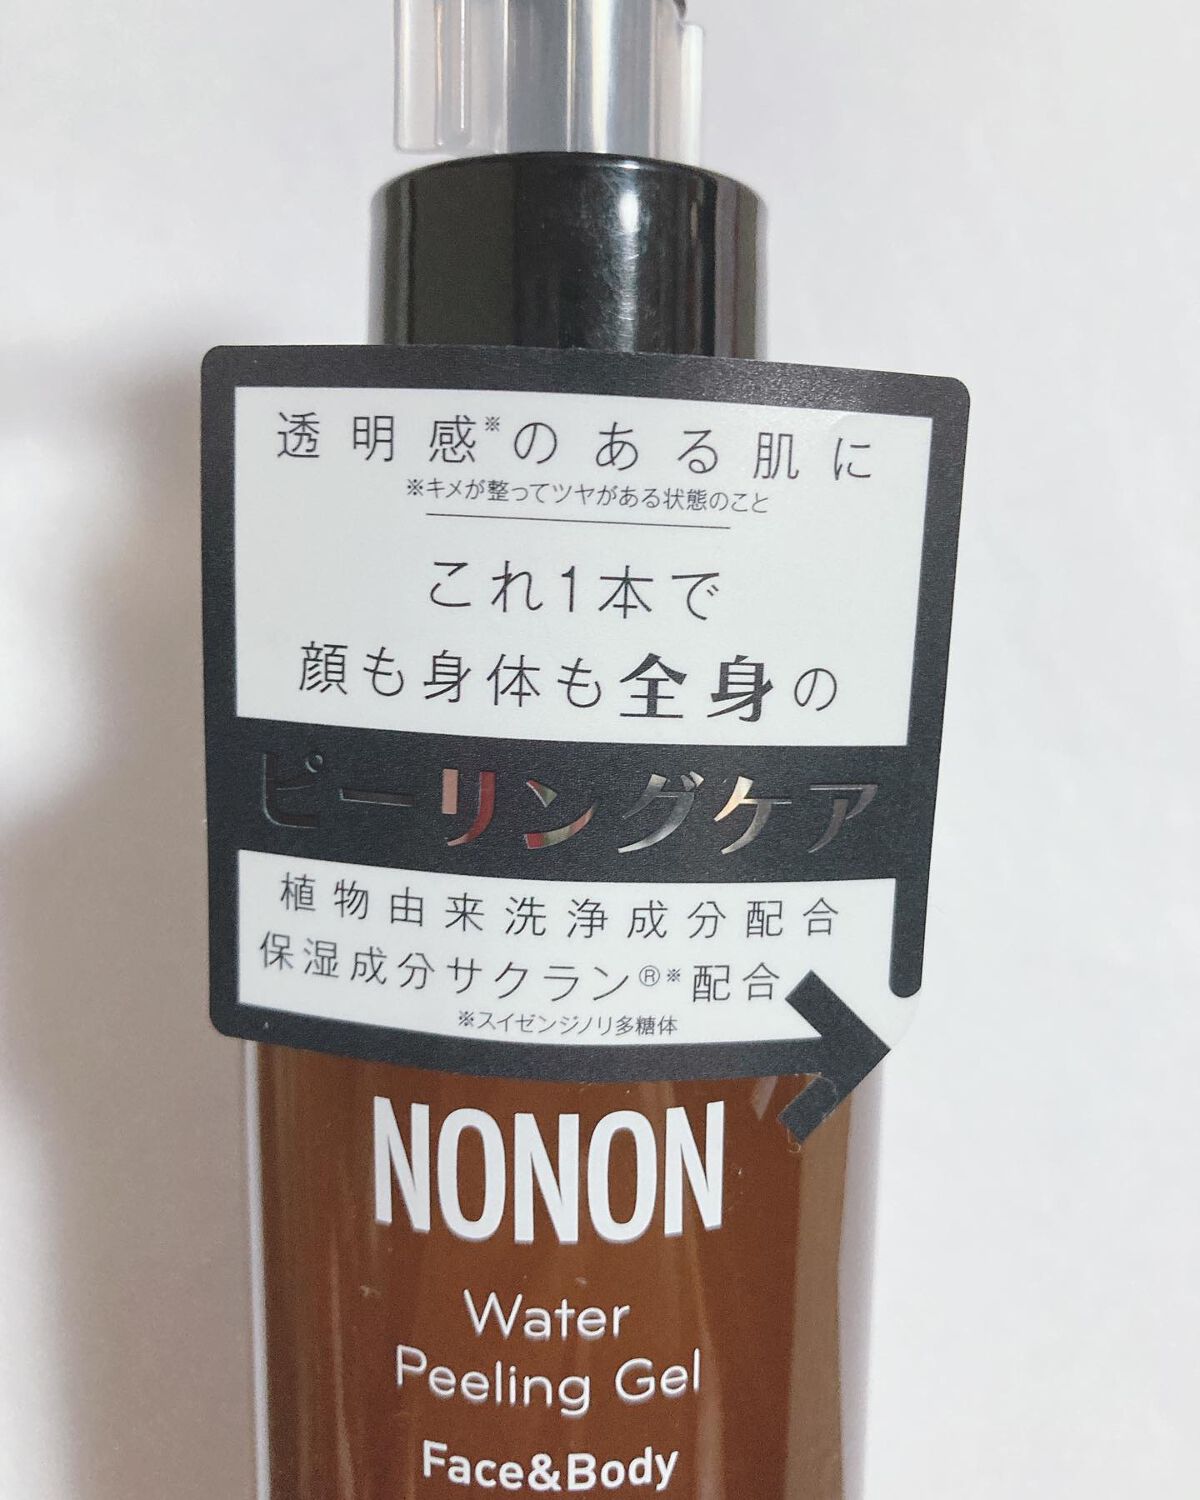 透明感※のある肌に
※キメが整ってツヤがある状態のこと
これ1本で
顔も身体も全身の
ピーリングケア
植物由来洗浄成分配合
保湿成分サクラン®※配合
※スイゼンジノリ多糖体
NONON
Water
Peeling Gel
Face&Body